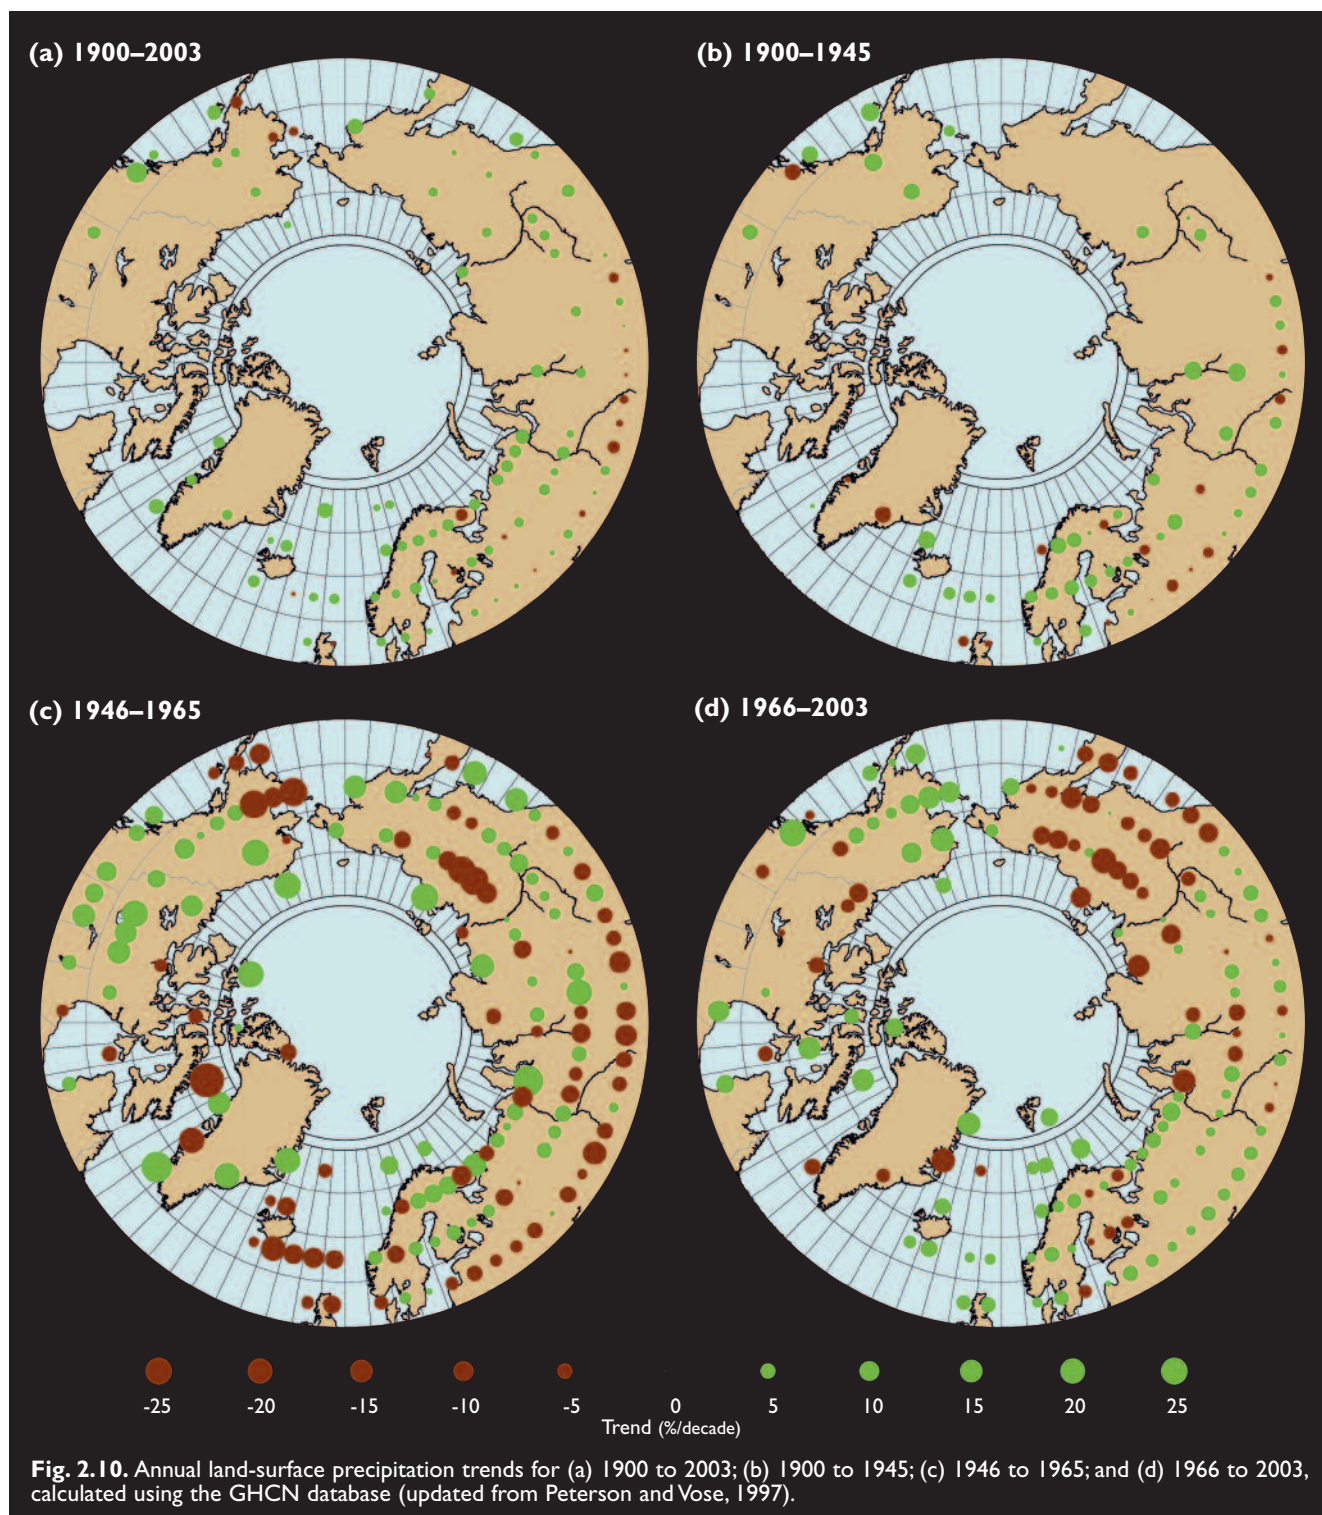 (a) 1900–2003
(b) 1900–1945
(c) 1946–1965
(d) 1966–2003
-25 -20 -15 -10 -5 0 5 10 15 20 25
Trend (%/decade)
Fig. 2.10. Annual land-surface precipitation trends for (a) 1900 to 2003; (b) 1900 to 1945; (c) 1946 to 1965; and (d) 1966 to 2003,
calculated using the GHCN database (updated from Peterson and Vose, 1997).